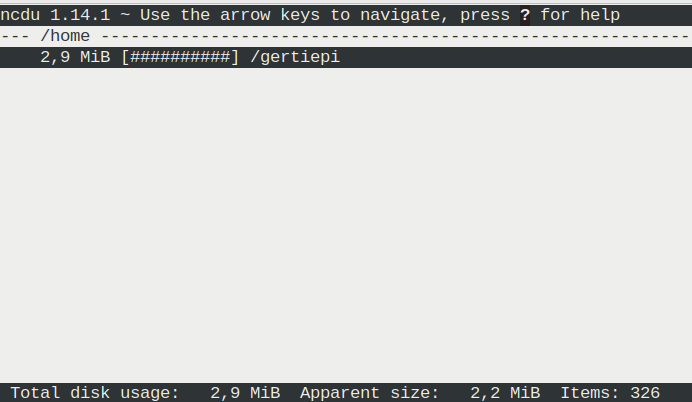 ncdu 1.14.1 ~ Use the arrow keys to navigate, press ? for help
--- /home -----------------------------------------------------------
    2,9 MiB [##########] /gertiepi
 Total disk usage:   2,9 MiB  Apparent size:   2,2 MiB  Items: 326